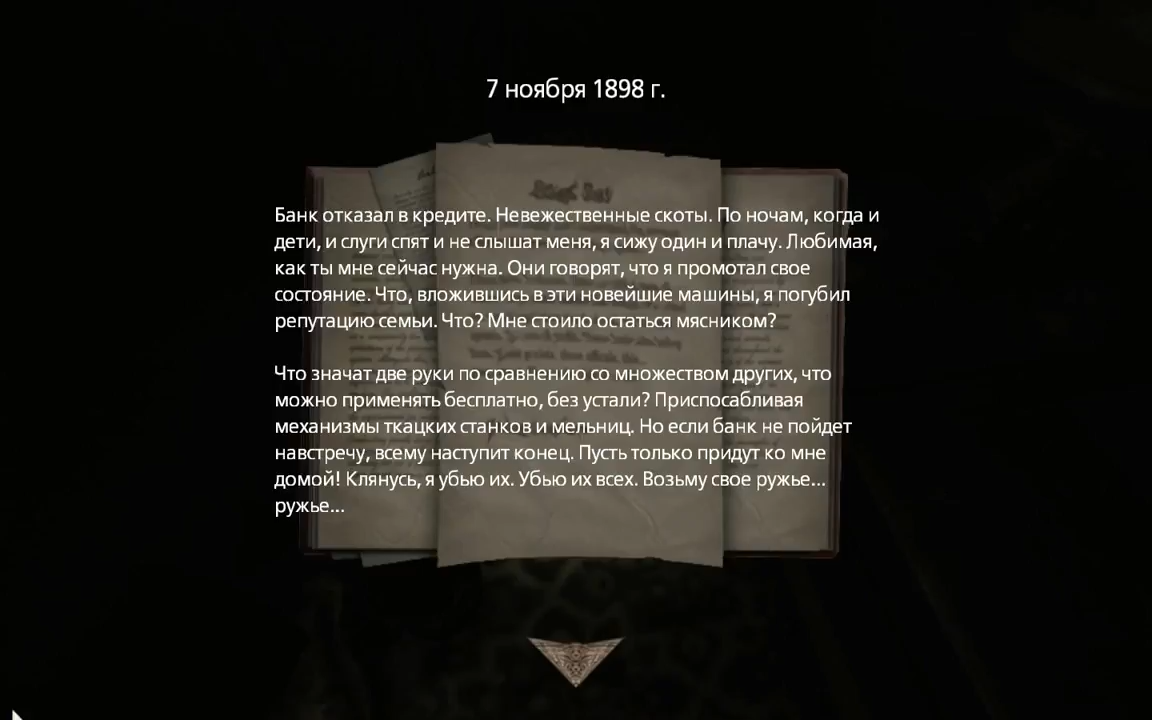 7 ноября 1898 г.
Банк отказал в кредите. Невежественные скоты. По ночам, когда и
дети, и слуги спят и не слышат меня, я сижу один и плачу. Любимая,
как ты мне сейчас нужна. Они говорят, что я промотал свое
состояние. Что, вложившись в эти новейшие машины, я погубил
репутацию семьи. Что? Мне стоило остаться мясником?
Что значат две руки по сравнению со множеством других, что
можно применять бесплатно, без устали? Приспосабливая
механизмы ткацких станков и мельниц. Но если банк не пойдет
навстречу, всему наступит конец. Пусть только придут ко мне
домой! Клянусь, я убью их. Убью их всех. Возьму свое ружье...
ружье...